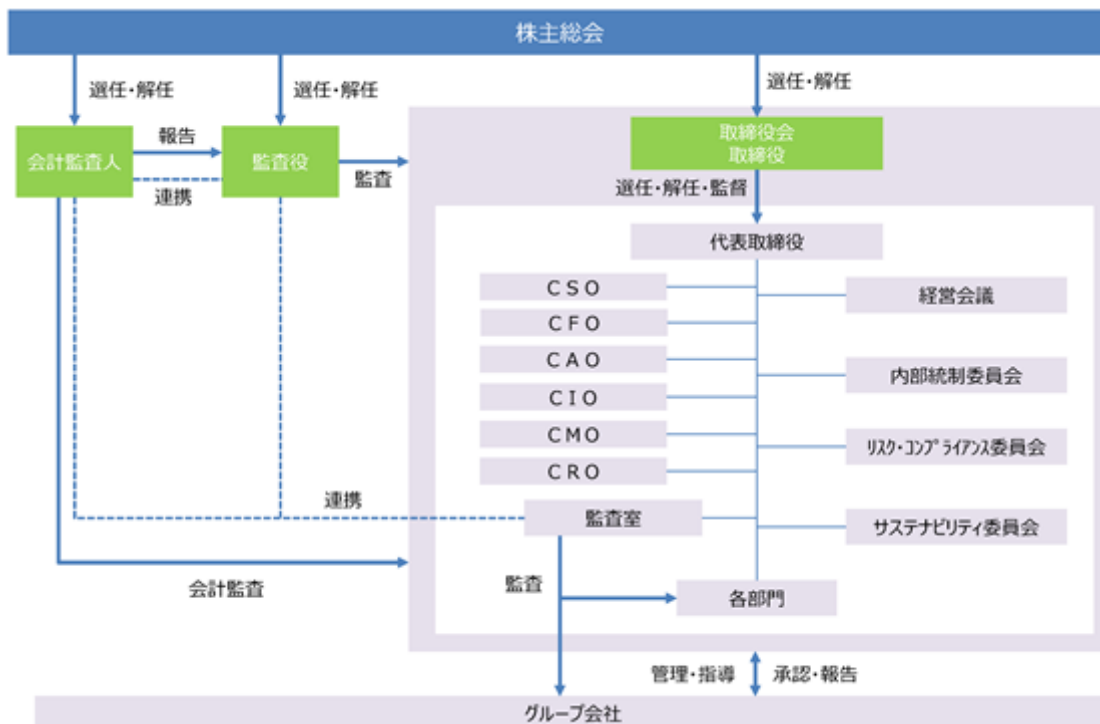 株主総会
選任・解任
選任・解任
選任・解任
会計監査人
報告
連携
監査役
監査
取締役会
取締役
選任・解任・監督
代表取締役
CSO
CFO
CAO
CIO
CMO
CRO
経営会議
内部統制委員会
ﾘｽｸ・ｺﾝﾌﾟﾗｲｱﾝｽ委員会
サステナビリティ委員会
連携
監査室
会計監査
監査
各部門
管理・指導
承認・報告
グループ会社